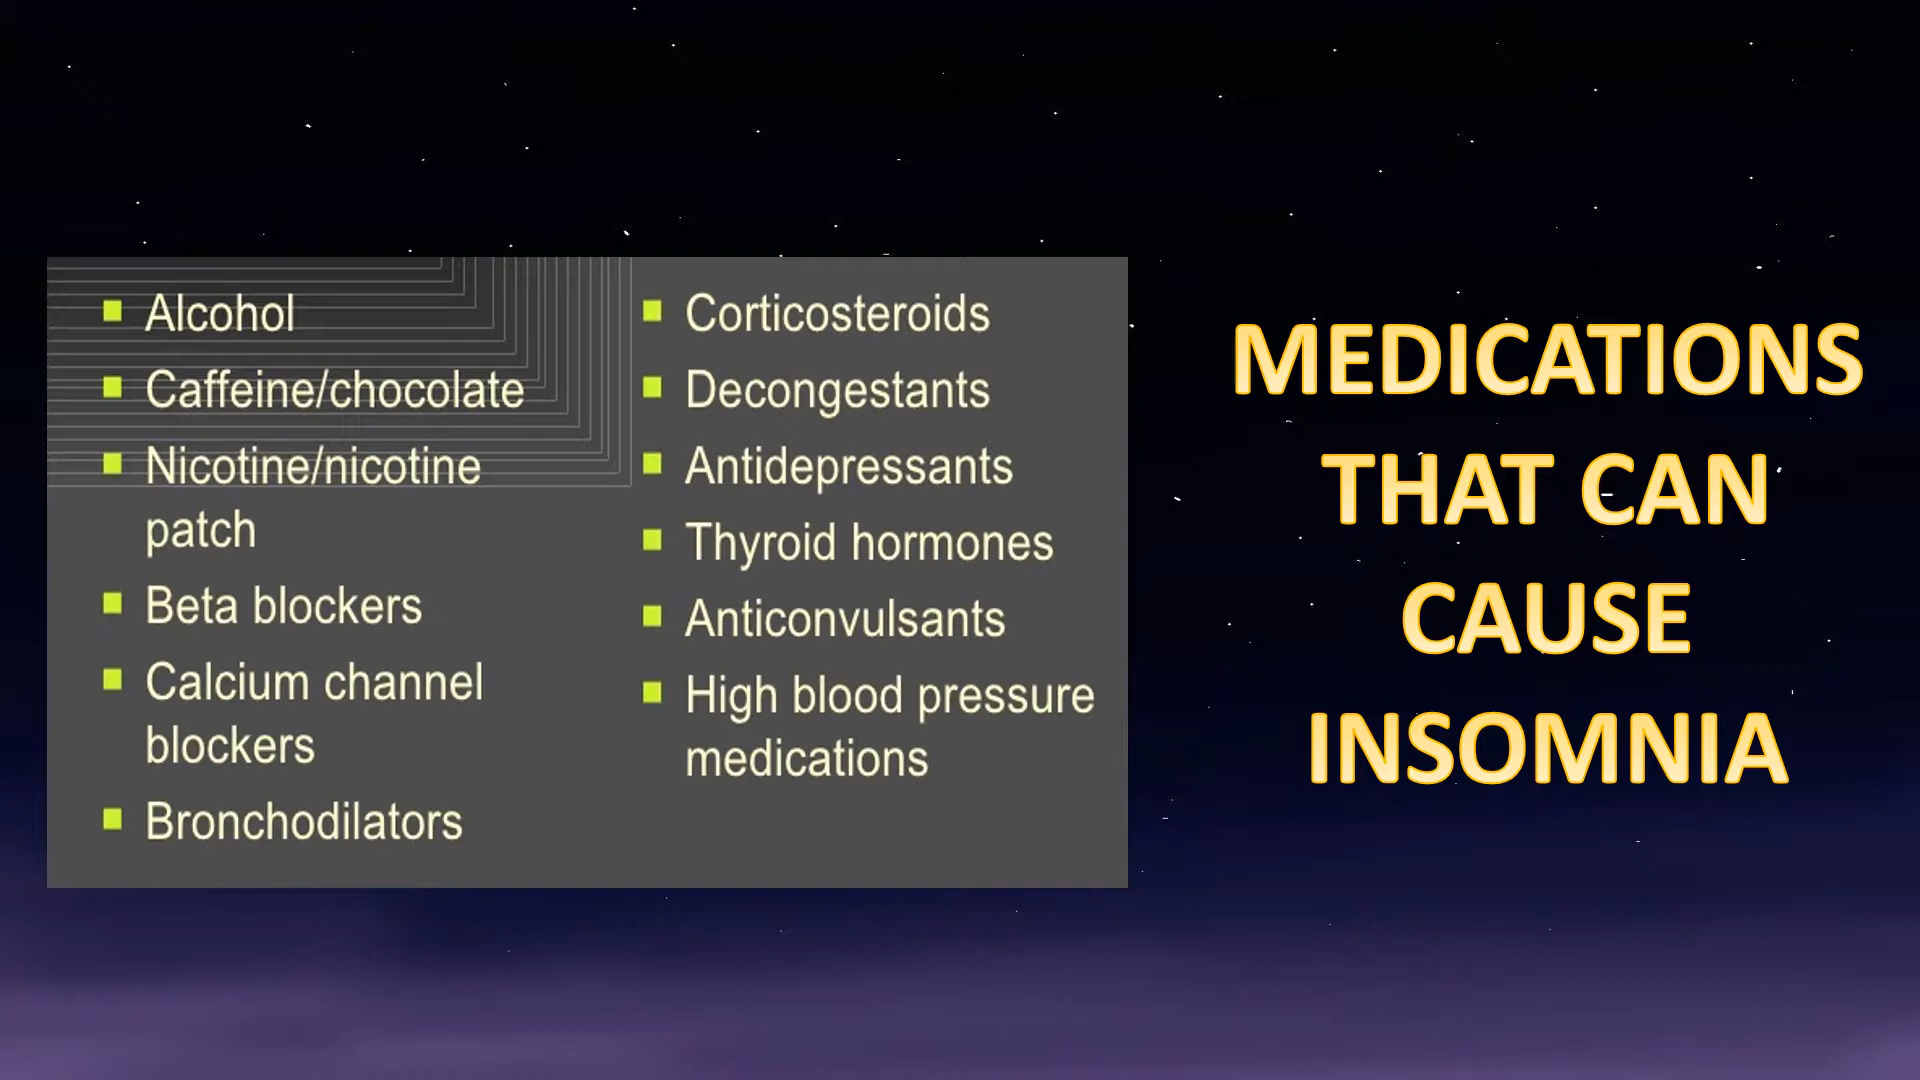 Alcohol
Caffeine/chocolate
Nicotine/nicotine
patch
Beta blockers
Calcium channel
blockers
Bronchodilators
Corticosteroids
Decongestants
Antidepressants
Thyroid hormones
Anticonvulsants
High blood pressure
medications
MEDICATIONS
THAT CAN
CAUSE
INSOMNIA